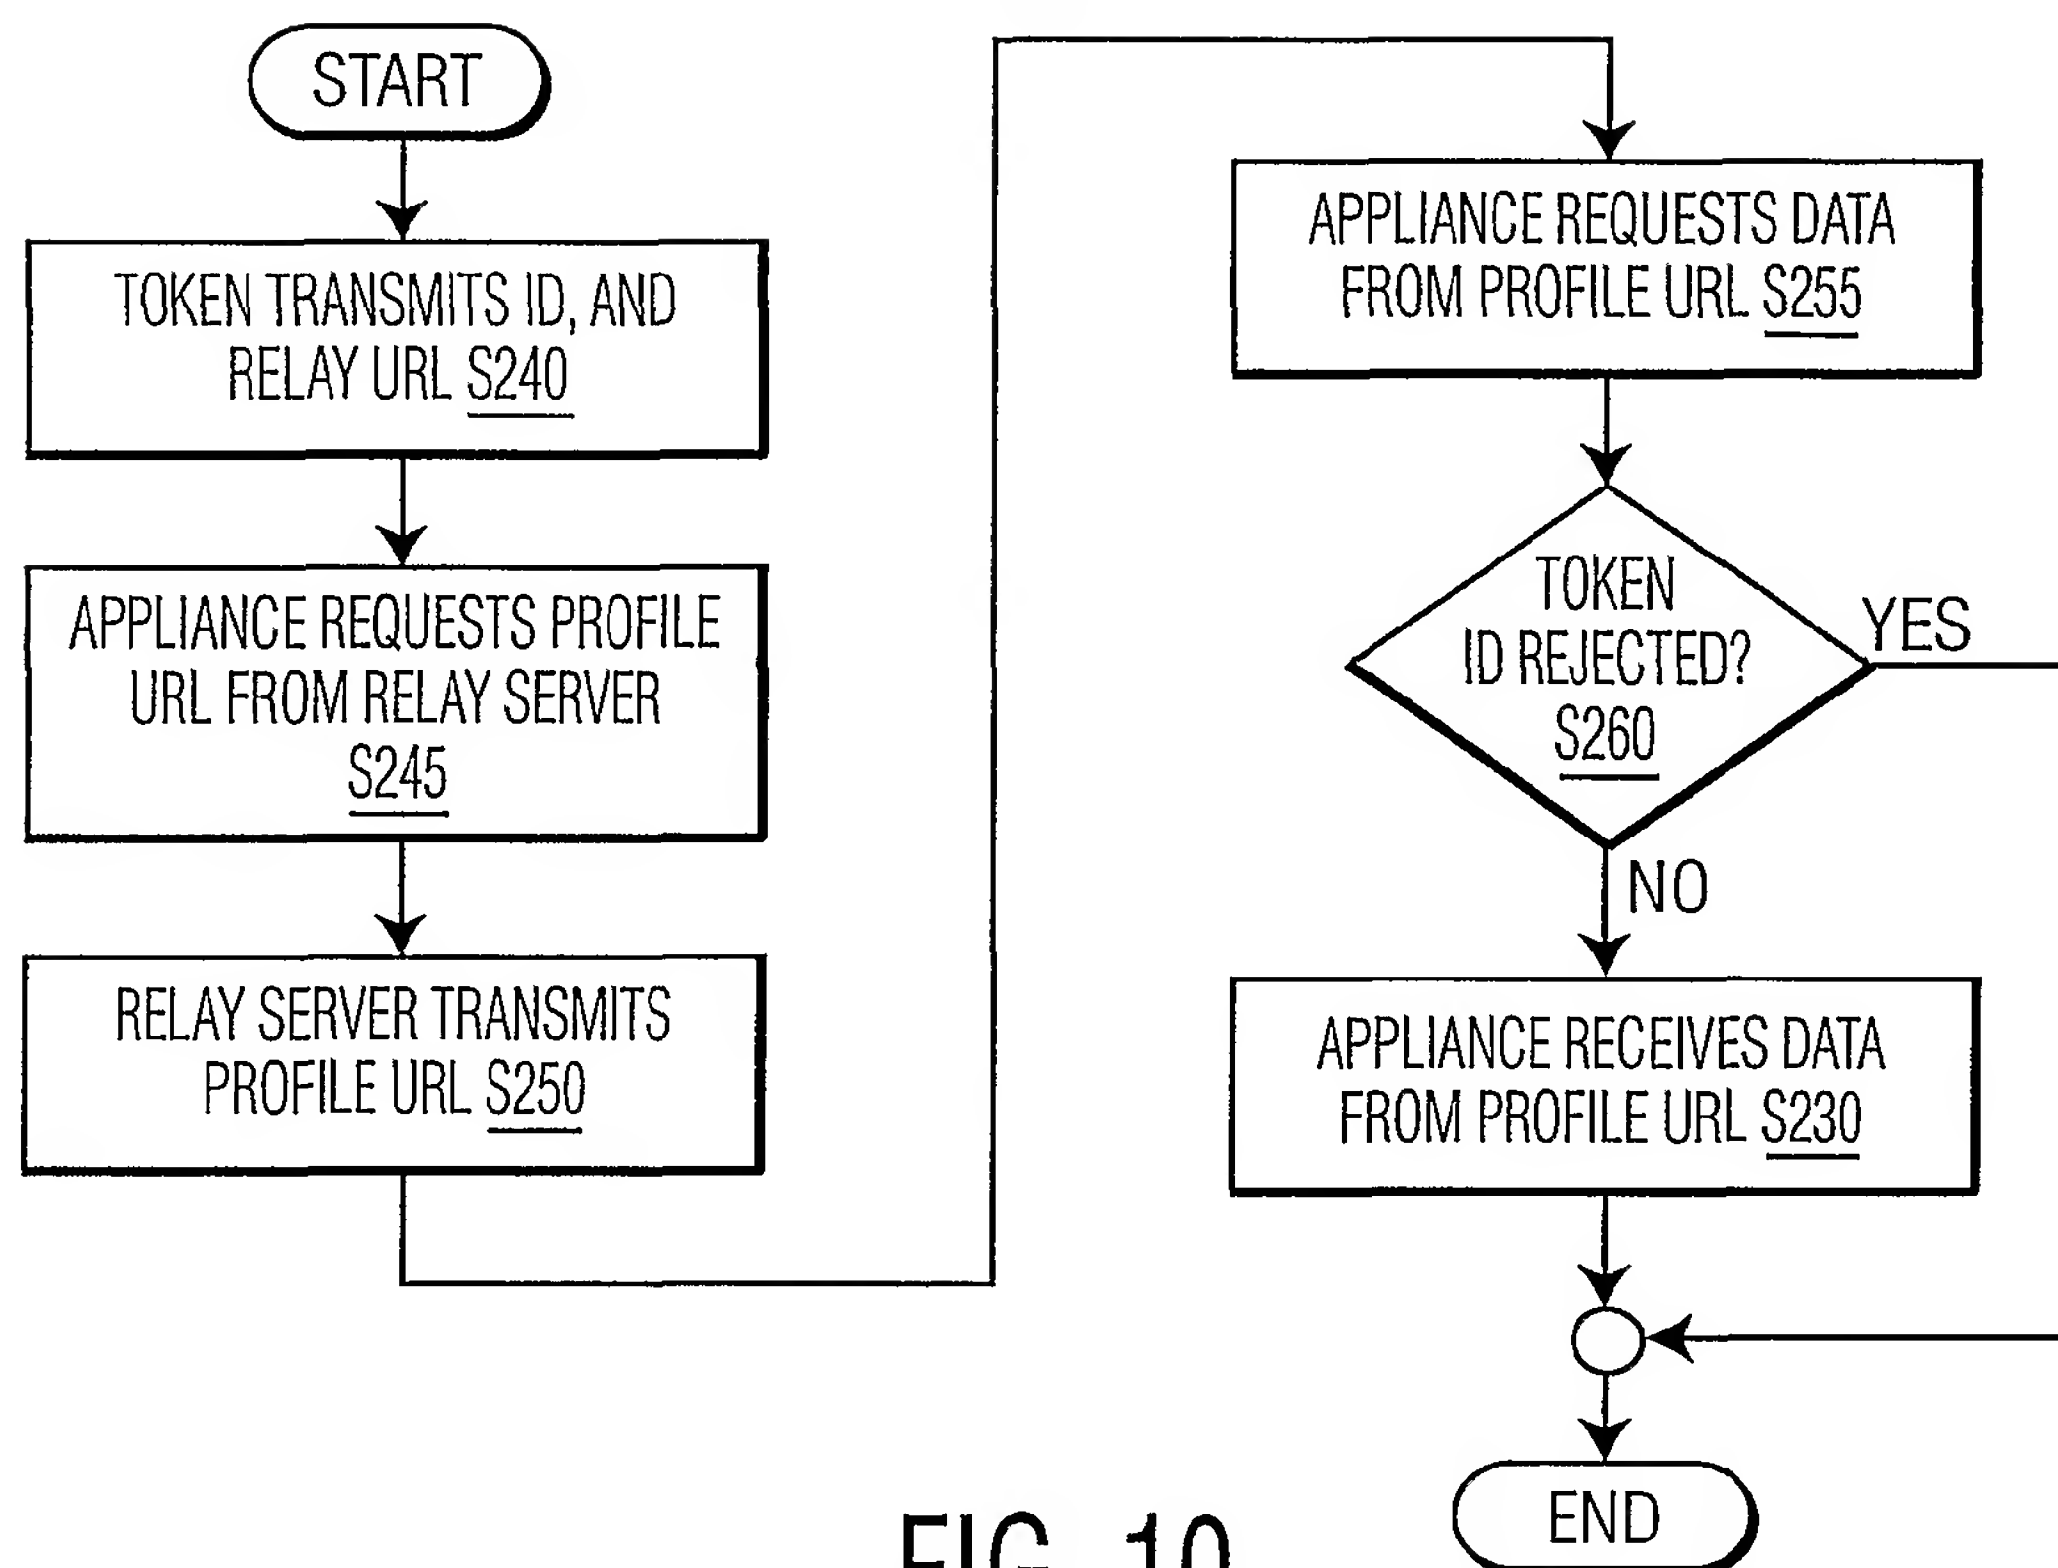 START
TOKEN TRANSMITS ID, AND
RELAY URL S240
APPLIANCE REQUESTS PROFILE
URL FROM RELAY SERVER
S245
RELAY SERVER TRANSMITS
PROFILE URL S250
APPLIANCE REQUESTS DATA
FROM PROFILE URL S255
TOKEN
ID REJECTED?
S260
YES
NO
APPLIANCE RECEIVES DATA
FROM PROFILE URL S230
END
FIG. 10